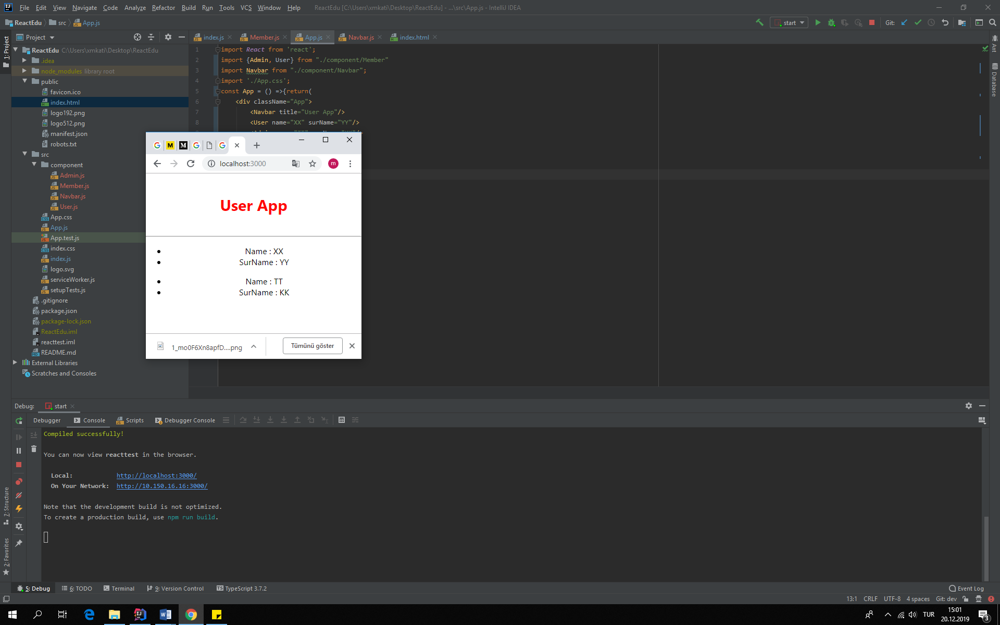 File Edit View Navigate Code Analyze Refactor Build Run Tools VCS Window Help ReactEdu [C:\Users\xmkati\Desktop\ReactEdu] - ...\src\App.js - IntelliJ IDEA
ReactEdu src App.js start Git:
1: Project
Project
index.js Member.js App.js Navbar.js index.html
ReactEdu C:\Users\xmkati\Desktop\ReactEdu
.idea
node_modules library root
public
favicon.ico
index.html
logo192.png
logo512.png
manifest.json
robots.txt
src
component
Admin.js
Member.js
Navbar.js
User.js
App.css
App.js
App.test.js
index.css
index.js
logo.svg
serviceWorker.js
setupTests.js
.gitignore
package.json
package-lock.json
ReactEdu.iml
reacttest.iml
README.md
External Libraries
Scratches and Consoles
1 import React from 'react';
2 import {Admin, User} from "./component/Member"
3 import Navbar from "./component/Navbar";
4 import './App.css';
5 const App = () =>{return(
6 <div className="App">
7 <Navbar title="User App"/>
8 <User name="XX" surName="YY"/>
Ant
Database
localhost:3000
m
User App
Name : XX
SurName : YY
Name : TT
SurName : KK
1_mo0F6Xn8apfD....png
Tümünü göster
Debug: start
Debugger Console Scripts Debugger Console
Compiled successfully!
You can now view reacttest in the browser.
Local: http://localhost:3000/
On Your Network: http://10.150.16.16:3000/
Note that the development build is not optimized.
To create a production build, use npm run build.
7: Structure
2: Favorites
5: Debug 6: TODO Terminal 9: Version Control TypeScript 3.7.2 Event Log
13:1 CRLF UTF-8 4 spaces Git: dev
TUR
15:01
20.12.2019
3